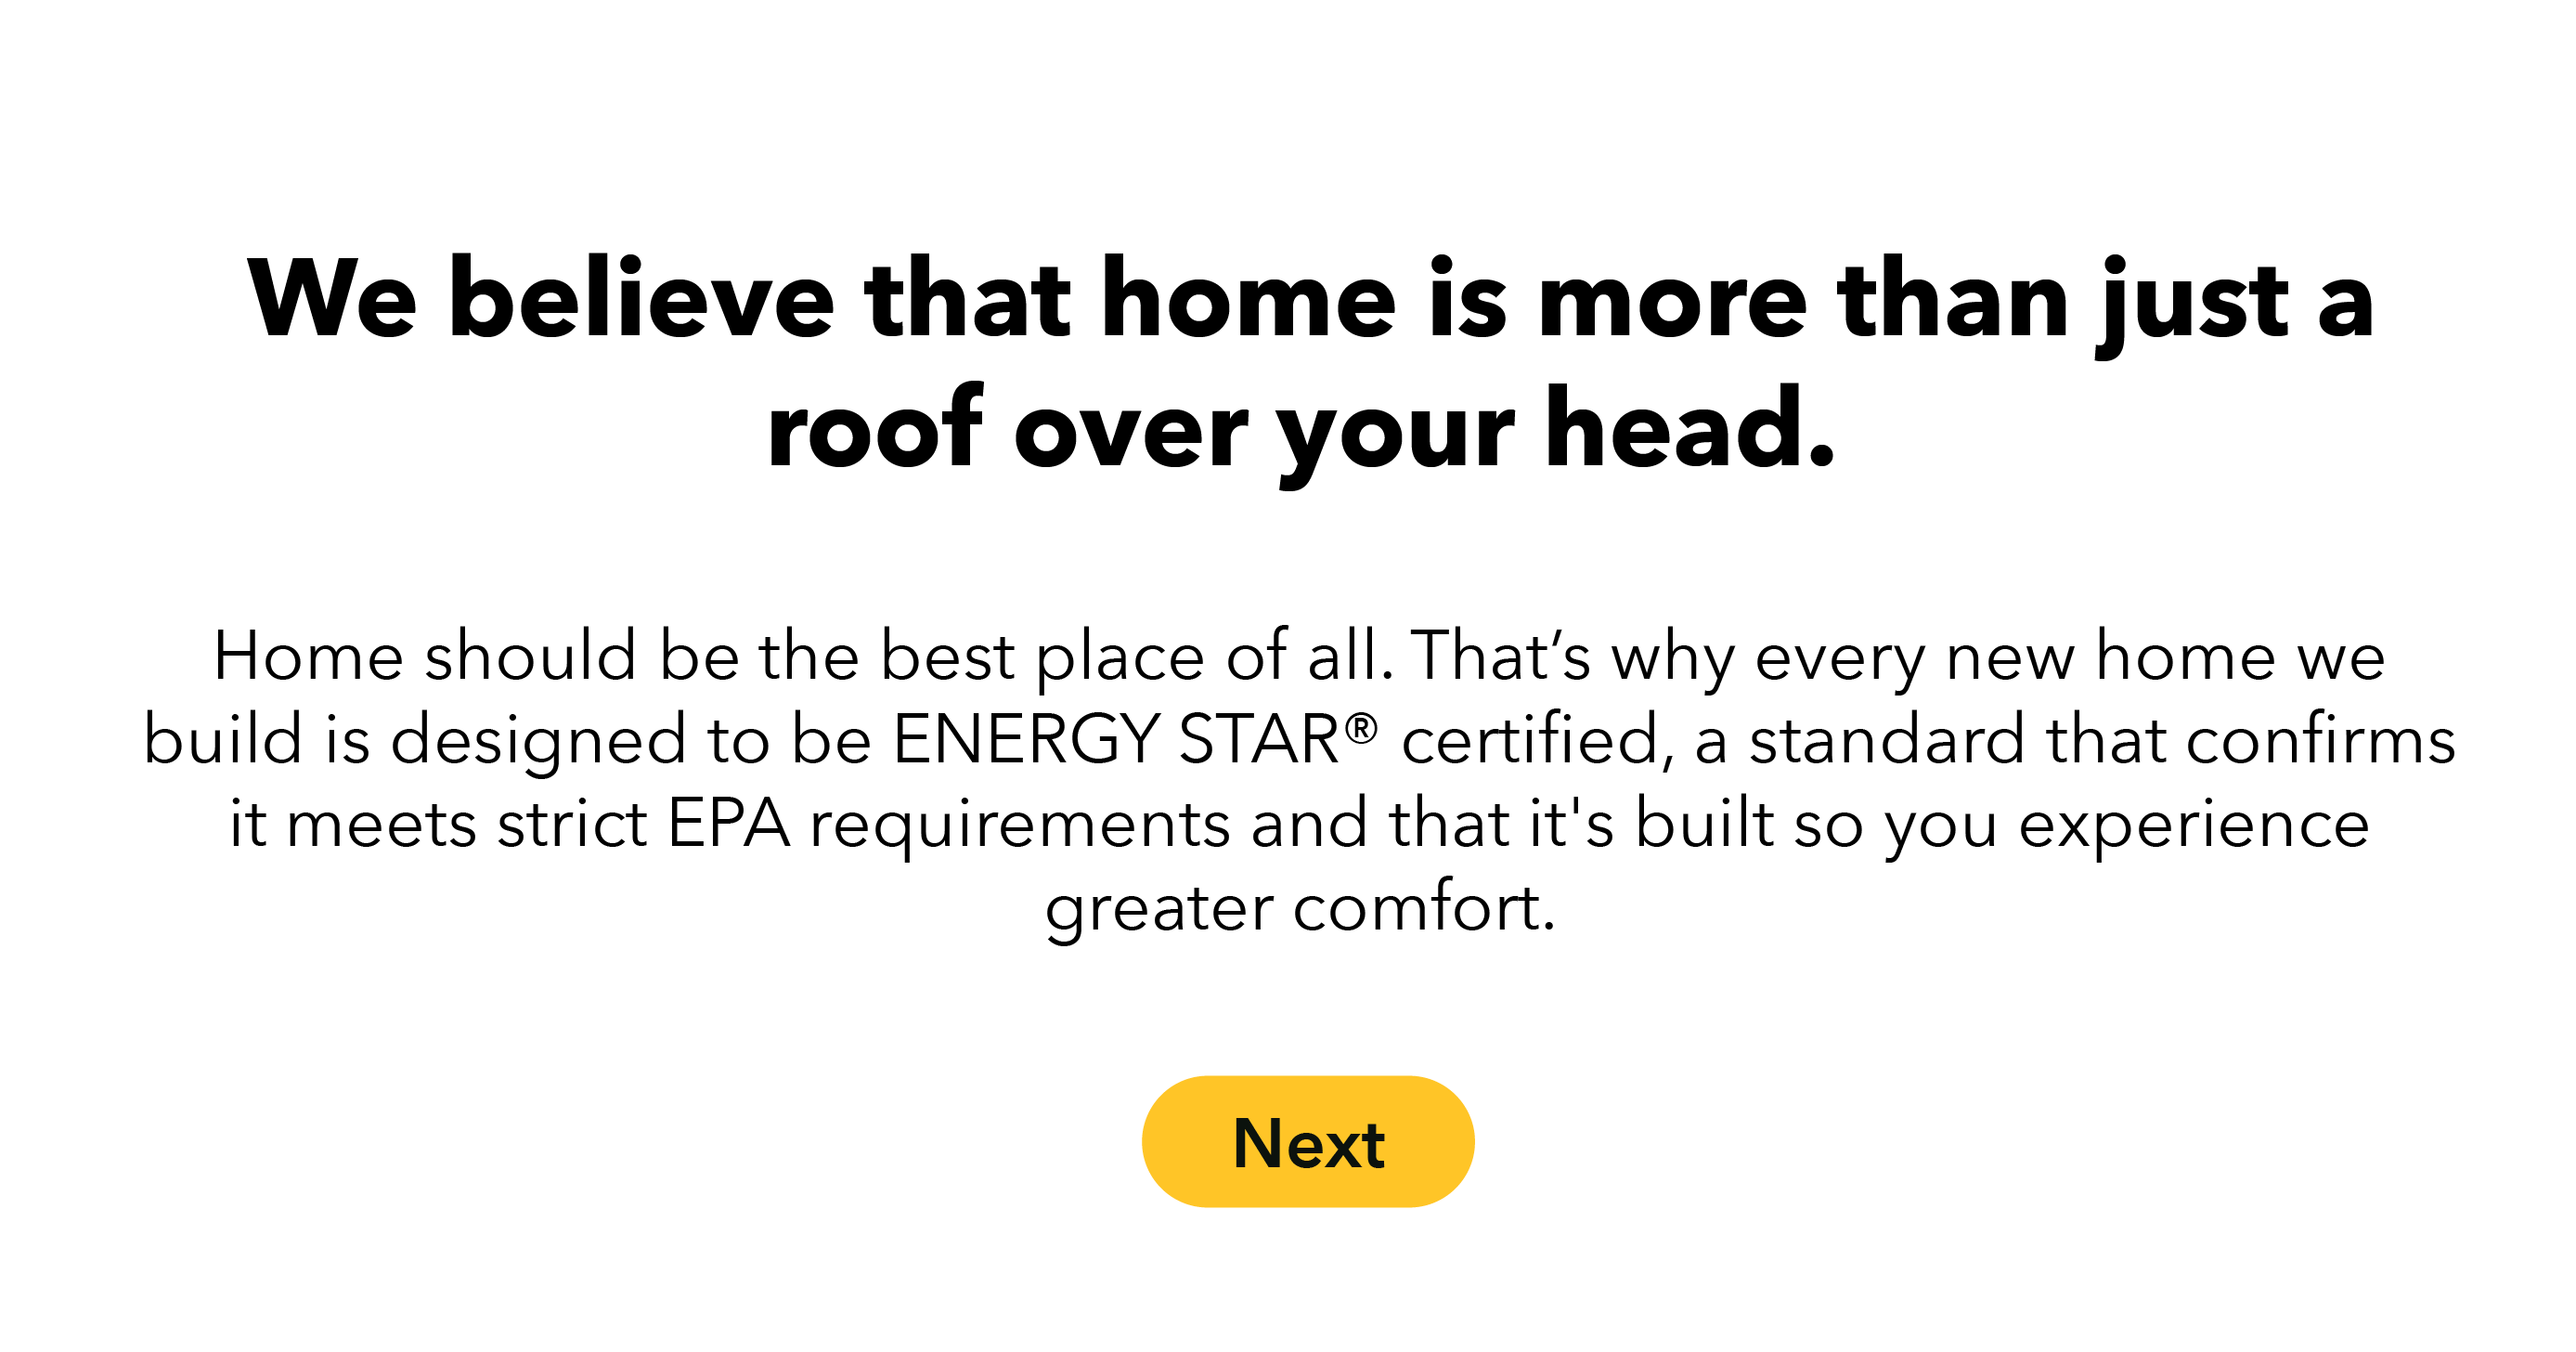 We believe that home is more than just a
roof over your head.
Home should be the best place of all. That’s why every new home we
build is designed to be ENERGY STAR® certified, a standard that confirms
it meets strict EPA requirements and that it's built so you experience
greater comfort.
Next